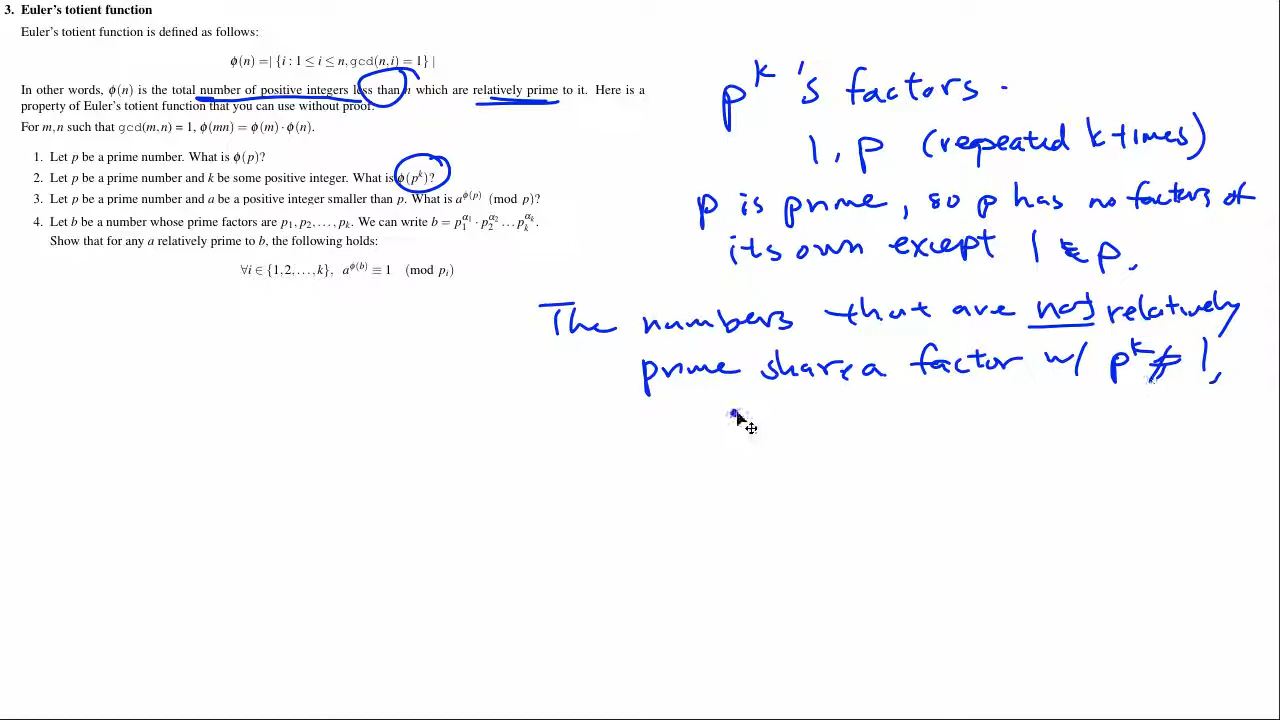 3. Euler's totient function
Euler's totient function is defined as follows:
ϕ(n) =| {i : 1 ≤ i ≤ n, gcd(n,i) = 1} |
In other words, ϕ(n) is the total number of positive integers less than n which are relatively prime to it. Here is a
property of Euler's totient function that you can use without proof.
For m,n such that gcd(m,n) = 1, ϕ(mn) = ϕ(m) · ϕ(n).
1. Let p be a prime number. What is ϕ(p)?
2. Let p be a prime number and k be some positive integer. What is ϕ(p^k)?
3. Let p be a prime number and a be a positive integer smaller than p. What is a^ϕ(p) (mod p)?
4. Let b be a number whose prime factors are p₁, p₂, . . . , pₖ. We can write b = p₁^α₁ · p₂^α₂ . . . pₖ^αₖ.
Show that for any a relatively prime to b, the following holds:
∀i ∈ {1,2,...,k}, a^ϕ(b) ≡ 1 (mod pᵢ)
p^k 's factors.
1, p (repeated k times)
p is prime, so p has no factors of
its own except 1 & p.
The numbers that are not relatively
prime share a factor w/ p^k ≠ 1,